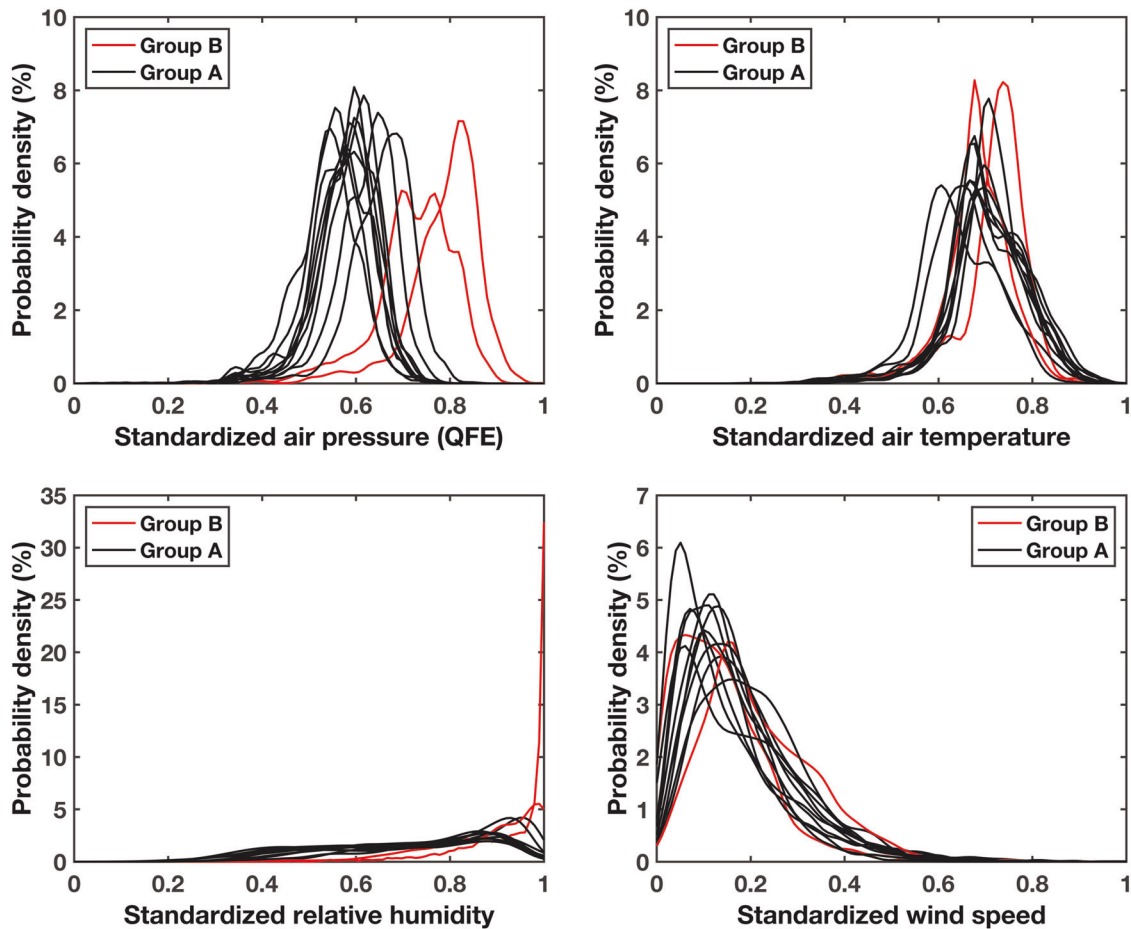 Probability density (%)
10
8
6
4
2
0
Group B
Group A
0 0.2 0.4 0.6 0.8 1
Standardized air pressure (QFE)
Probability density (%)
10
8
6
4
2
0
Group B
Group A
0 0.2 0.4 0.6 0.8 1
Standardized air temperature
Probability density (%)
35
30
25
20
15
10
5
0
Group B
Group A
0 0.2 0.4 0.6 0.8 1
Standardized relative humidity
Probability density (%)
7
6
5
4
3
2
1
0
Group B
Group A
0 0.2 0.4 0.6 0.8 1
Standardized wind speed